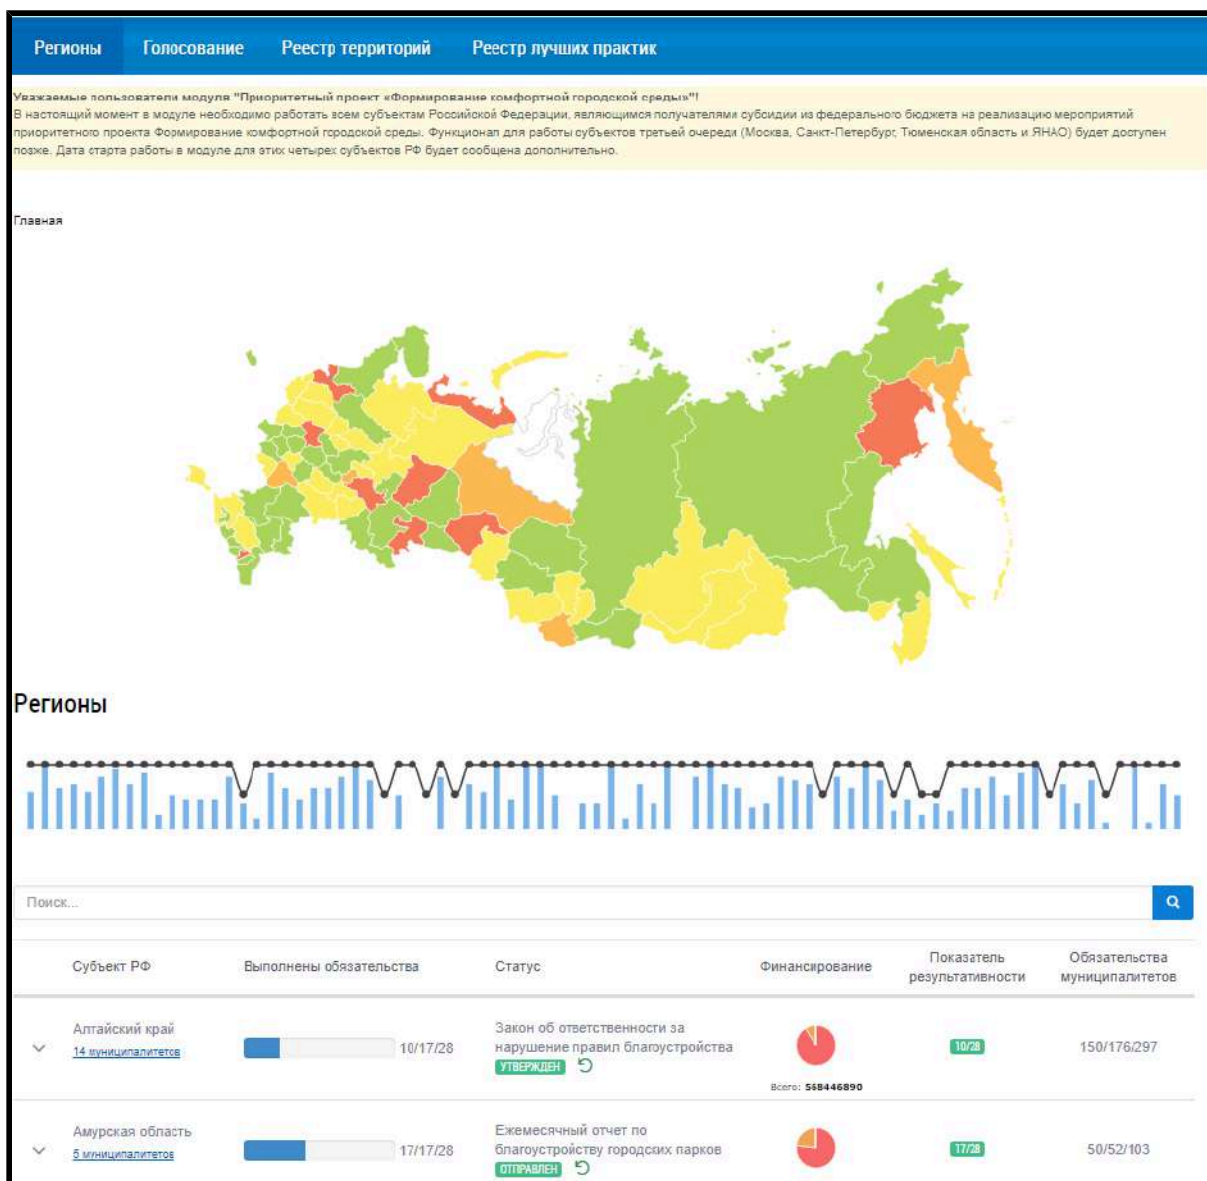 Регионы Голосование Реестр территорий Реестр лучших практик
Уважаемые пользователи модуля "Приоритетный проект «Формирование комфортной городской среды»"!
В настоящий момент в модуле необходимо работать всем субъектам Российской Федерации, являющимся получателями субсидии из федерального бюджета на реализацию мероприятий
приоритетного проекта Формирование комфортной городской среды. Функционал для работы субъектов третьей очереди (Москва, Санкт-Петербург, Тюменская область и ЯНАО) будет доступен
позже. Дата старта работы в модуле для этих четырех субъектов РФ будет сообщена дополнительно.
Главная
Регионы
Поиск...
Субъект РФ Выполнены обязательства Статус Финансирование Показатель результативности Обязательства муниципалитетов
Алтайский край
14 муниципалитетов
10/17/28
Закон об ответственности за
нарушение правил благоустройства
УТВЕРЖДЕН
Всего: 568446890
10/28
150/176/297
Амурская область
5 муниципалитетов
17/17/28
Ежемесячный отчет по
благоустройству городских парков
ОТПРАВЛЕН
17/28
50/52/103